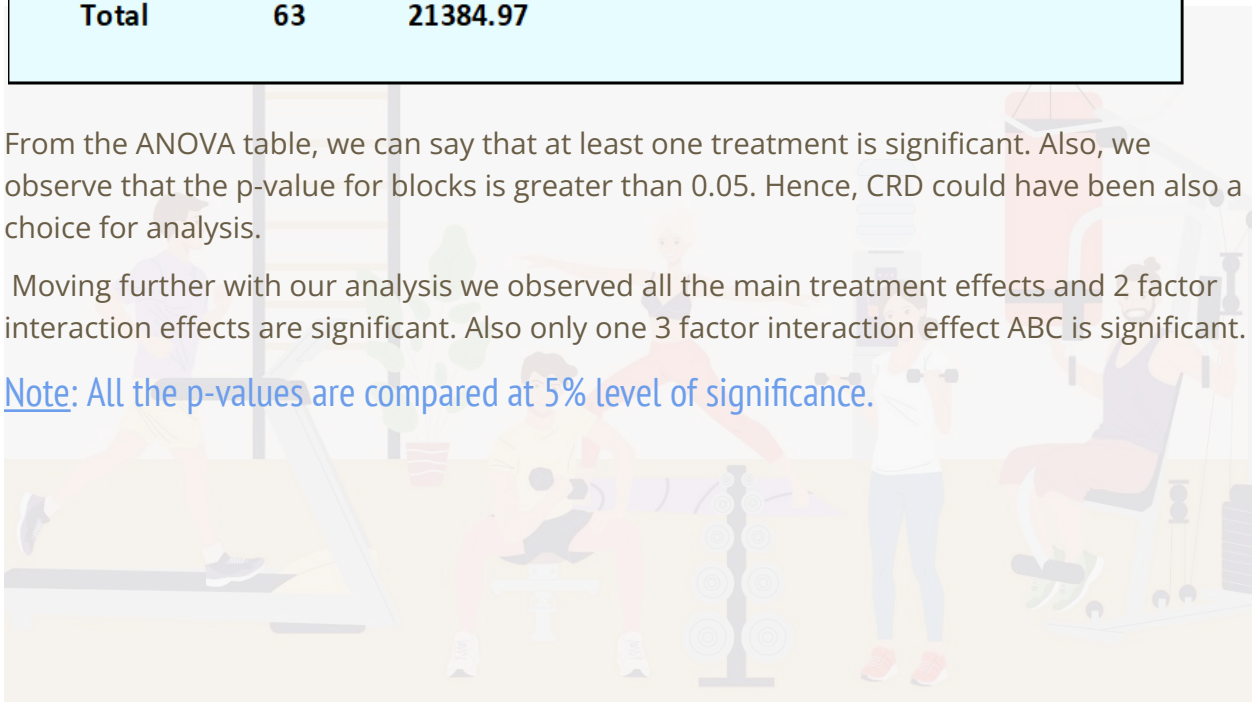 Total 63 21384.97
From the ANOVA table, we can say that at least one treatment is significant. Also, we
observe that the p-value for blocks is greater than 0.05. Hence, CRD could have been also a
choice for analysis.
Moving further with our analysis we observed all the main treatment effects and 2 factor
interaction effects are significant. Also only one 3 factor interaction effect ABC is significant.
Note: All the p-values are compared at 5% level of significance.